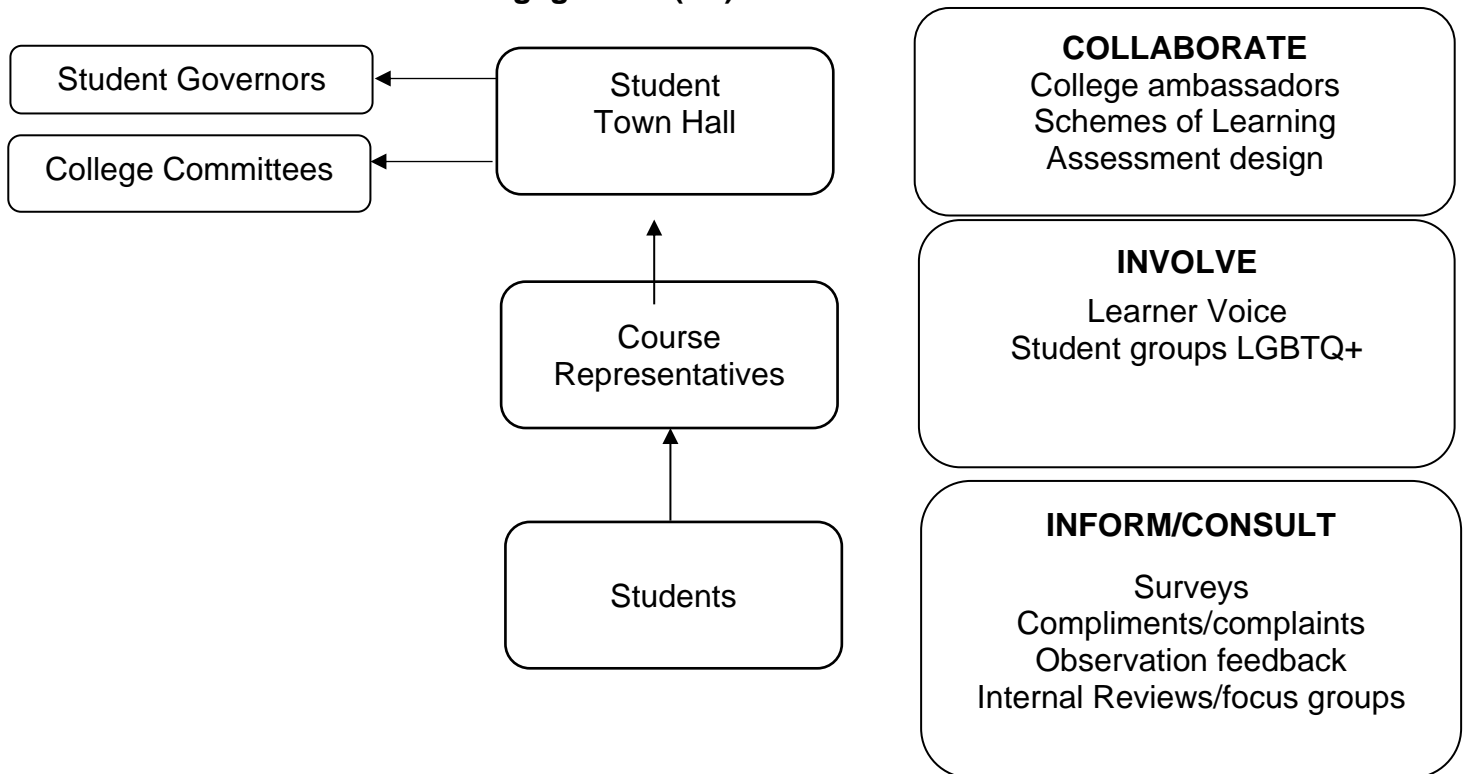 Student Governors
College Committees
Student
Town Hall
Course
Representatives
Students
COLLABORATE
College ambassadors
Schemes of Learning
Assessment design
INVOLVE
Learner Voice
Student groups LGBTQ+
INFORM/CONSULT
Surveys
Compliments/complaints
Observation feedback
Internal Reviews/focus groups